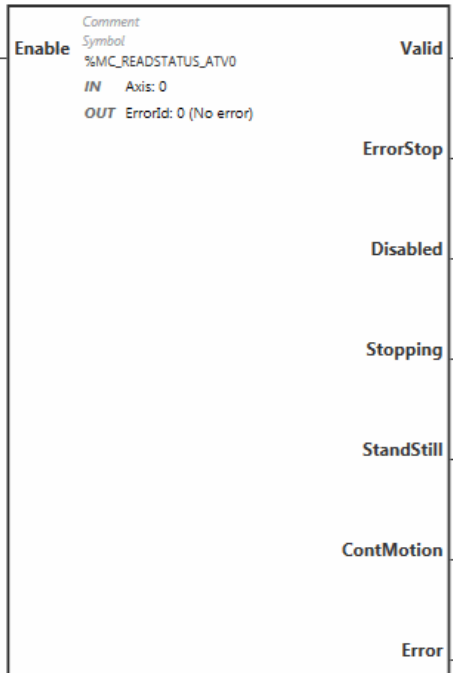 Comment
Enable Symbol Valid
%MC_READSTATUS_ATV0
IN Axis: 0
OUT ErrorId: 0 (No error)
ErrorStop
Disabled
Stopping
StandStill
ContMotion
Error